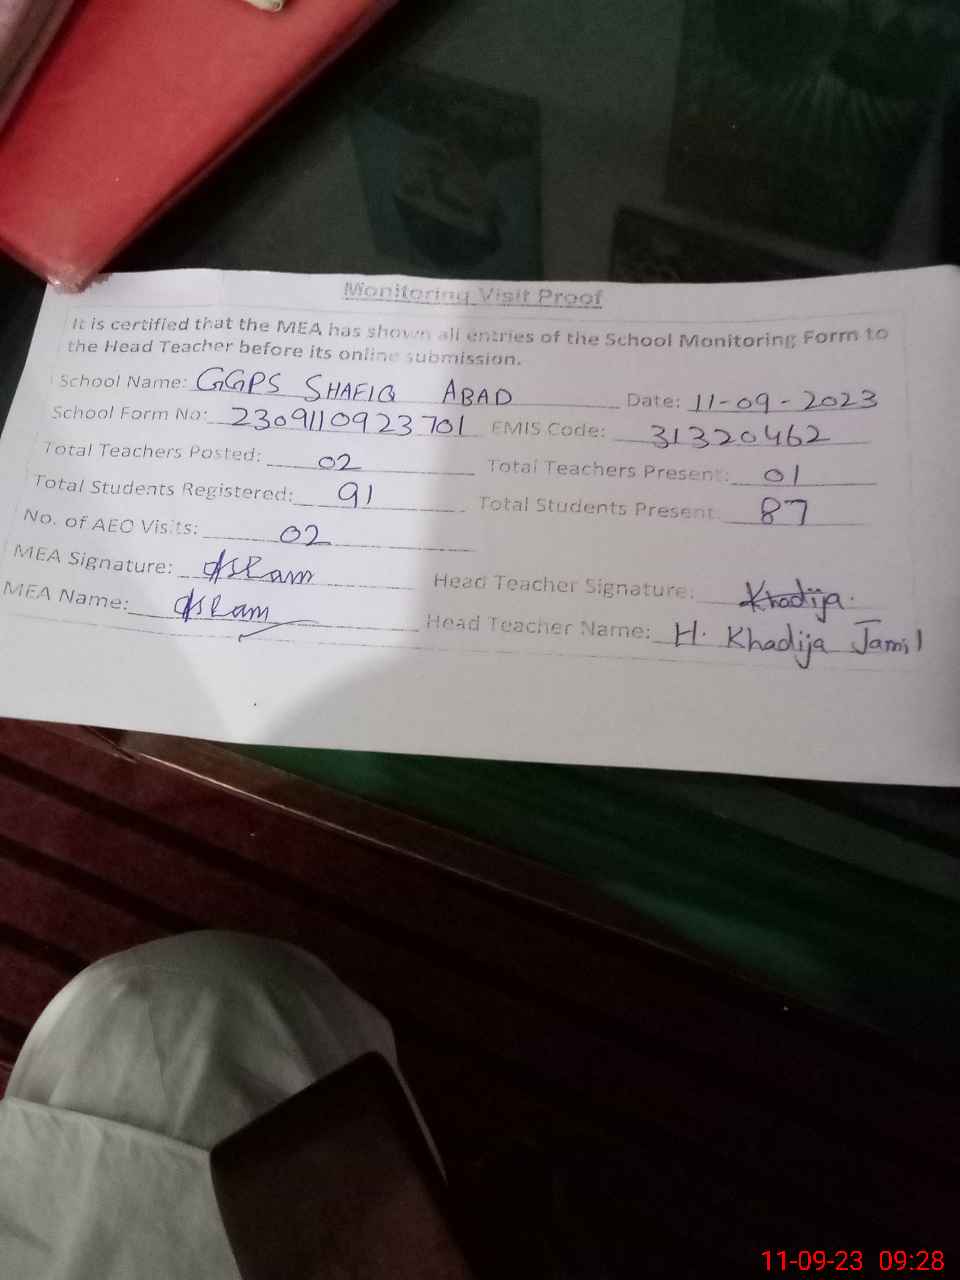 Monitoring Visit Proof
It is certified that the MEA has shown all entries of the School Monitoring Form to
the Head Teacher before its online submission.
School Name: GGPS SHAFIQ ABAD Date: 11-09-2023
School Form No: 2309110923701 EMIS Code: 31320462
Total Teachers Posted: 02 Total Teachers Present: 01
Total Students Registered: 91 Total Students Present: 87
No. of AEO Visits: 02
MEA Signature: Aslam Head Teacher Signature: Khadija.
MEA Name: Aslam Head Teacher Name: H. Khadija Jamil
11-09-23 09:28